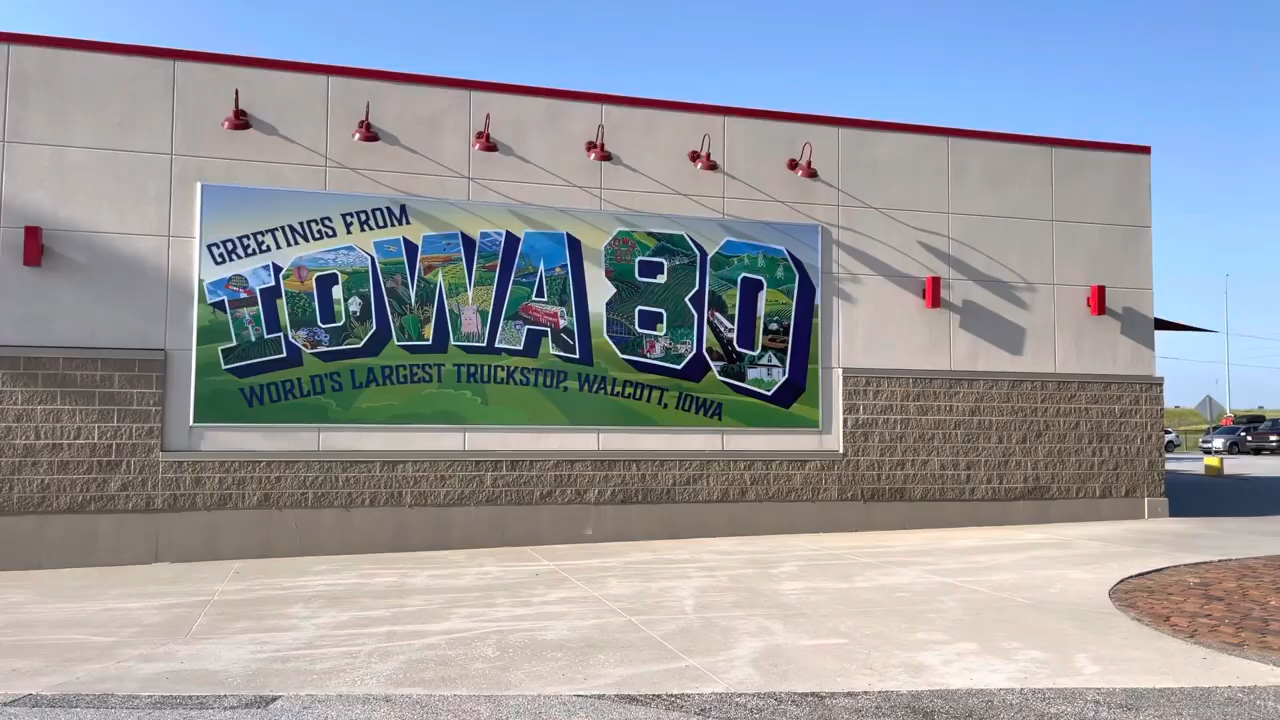 GREETINGS FROM
IOWA 80
WORLD'S LARGEST TRUCKSTOP, WALCOTT, IOWA